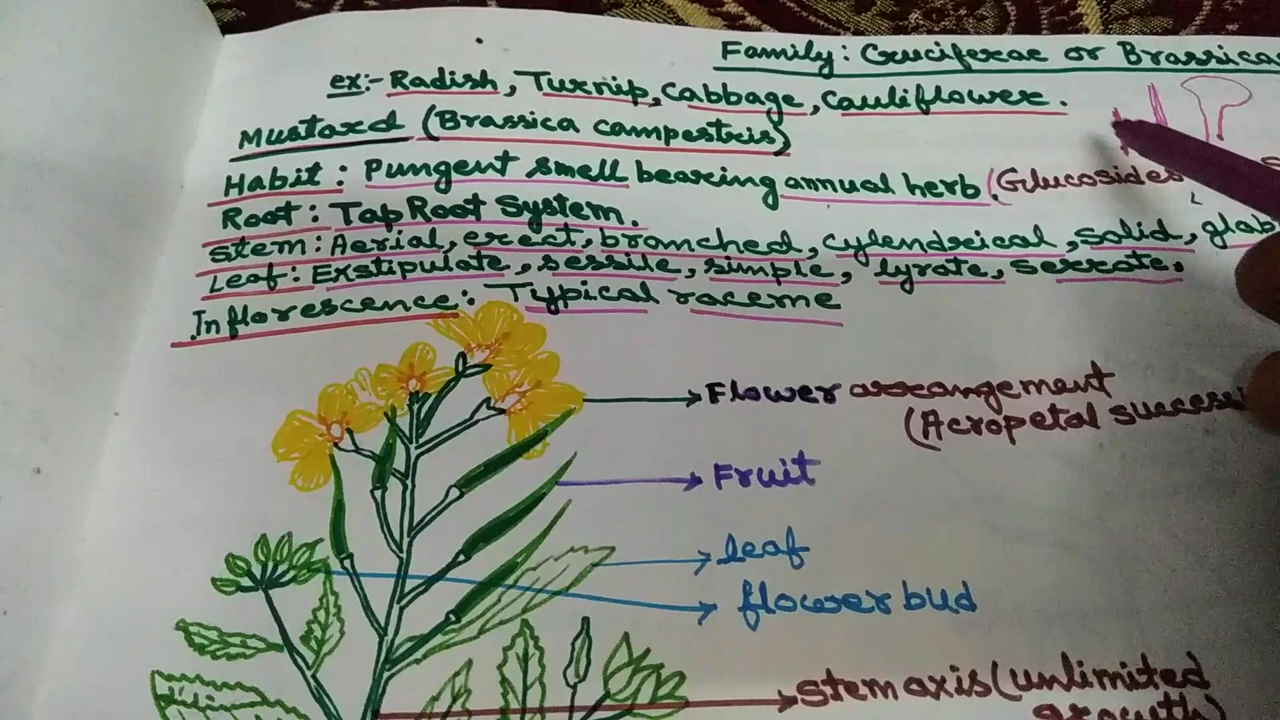 Family: Cruciferae or Brassica
ex:- Radish, Turnip, Cabbage, Cauliflower.
Mustard (Brassica campestris)
Habit: Pungent smell bearing annual herb (Glucosides
Root: Tap Root System.
Stem: Aerial, erect, branched, cylendrical, solid, glab
Leaf: Exstipulate, sessile, simple, lyrate, serrate.
Inflorescence: Typical raceme
Flower arrangement
(Acropetal success
Fruit
leaf
flower bud
stem axis (unlimited
growth)